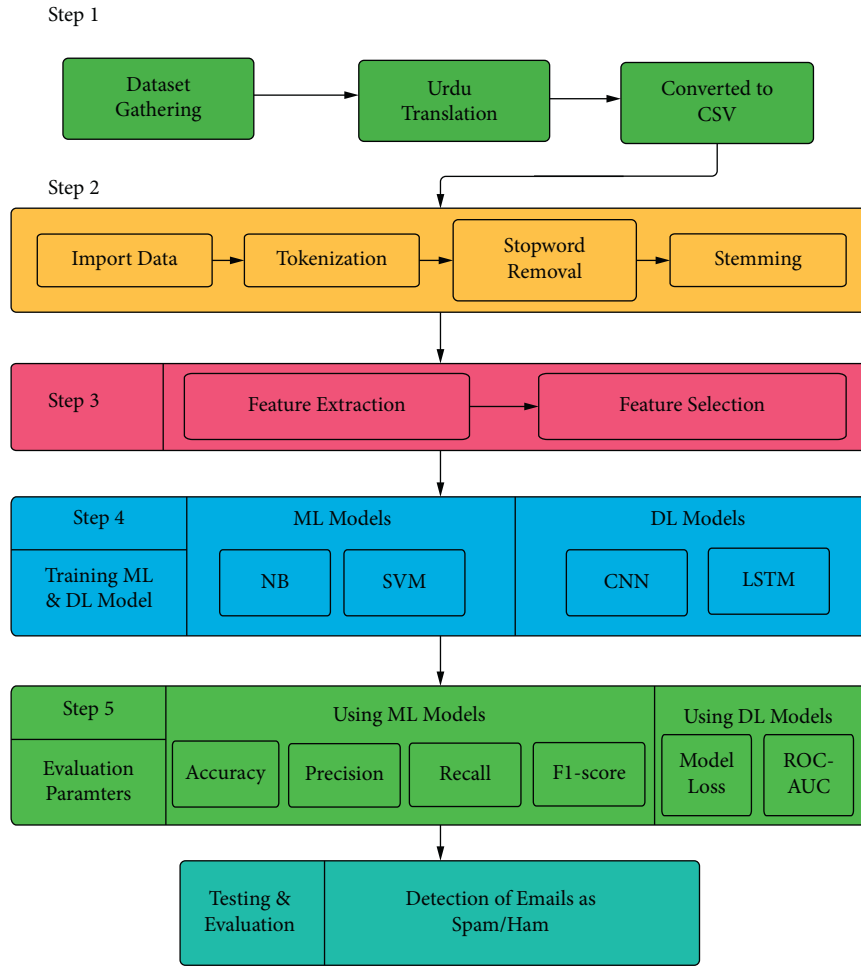 Step 1
Dataset
Gathering
Urdu
Translation
Converted to
CSV
Step 2
Import Data
Tokenization
Stopword
Removal
Stemming
Step 3
Feature Extraction
Feature Selection
Step 4
Training ML
& DL Model
ML Models
NB
SVM
DL Models
CNN
LSTM
Step 5
Evaluation
Paramters
Using ML Models
Accuracy
Precision
Recall
F1-score
Using DL Models
Model
Loss
ROC-
AUC
Testing &
Evaluation
Detection of Emails as
Spam/Ham